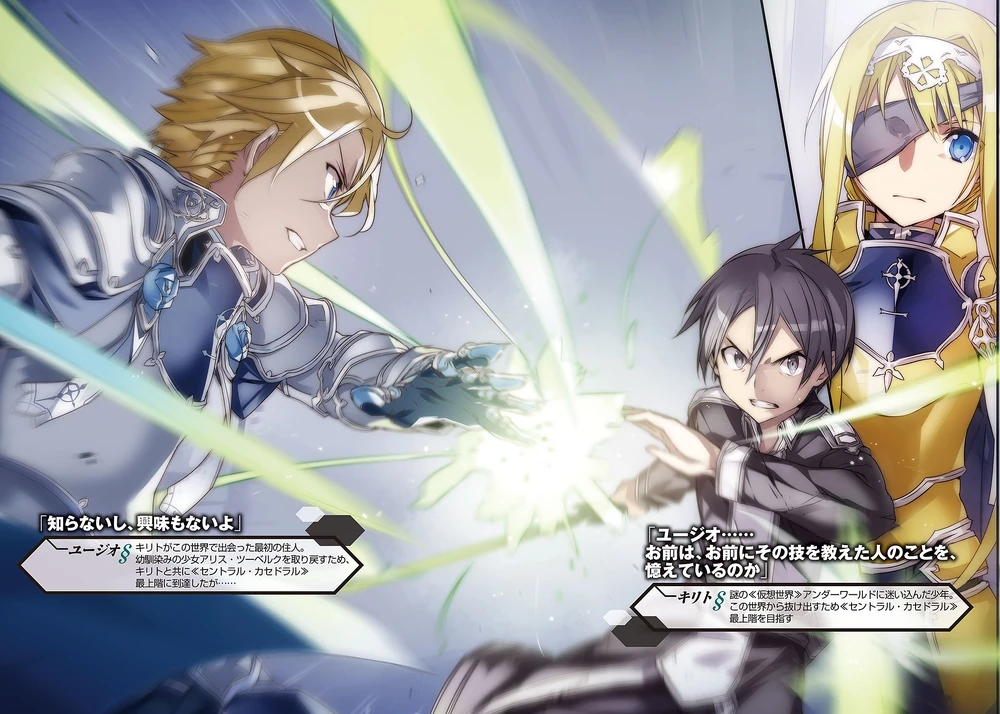 「知らないし、興味もないよ」
ユージオ§
キリトがこの世界で出会った最初の住人。
幼馴染みの少女アリス・ツーベルクを取り戻すため、
キリトと共に≪セントラル・カセドラル≫
最上階に到達したが……
「ユージオ……
お前は、お前にその技を教えた人のことを、
憶えているのか」
キリト§
謎の≪仮想世界≫アンダーワールドに迷い込んだ少年。
この世界から抜け出すため≪セントラル・カセドラル≫
最上階を目指す